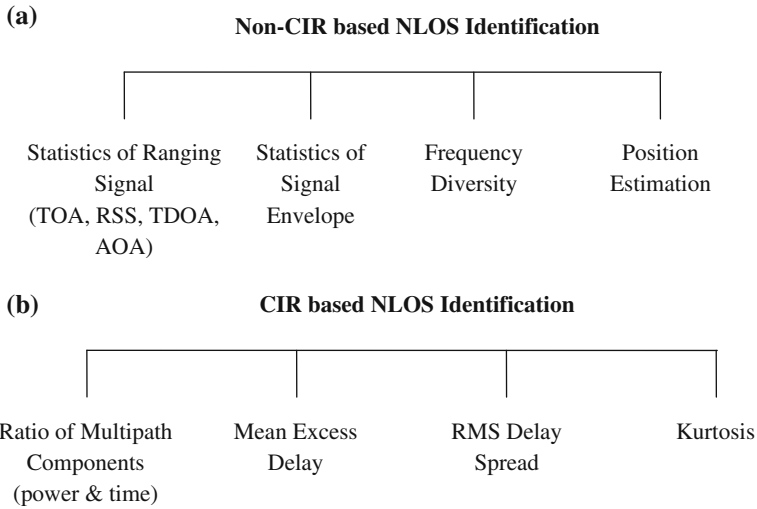 (a)
Non-CIR based NLOS Identification
Statistics of Ranging
Signal
(TOA, RSS, TDOA,
AOA)
Statistics of
Signal
Envelope
Frequency
Diversity
Position
Estimation
(b)
CIR based NLOS Identification
Ratio of Multipath
Components
(power & time)
Mean Excess
Delay
RMS Delay
Spread
Kurtosis